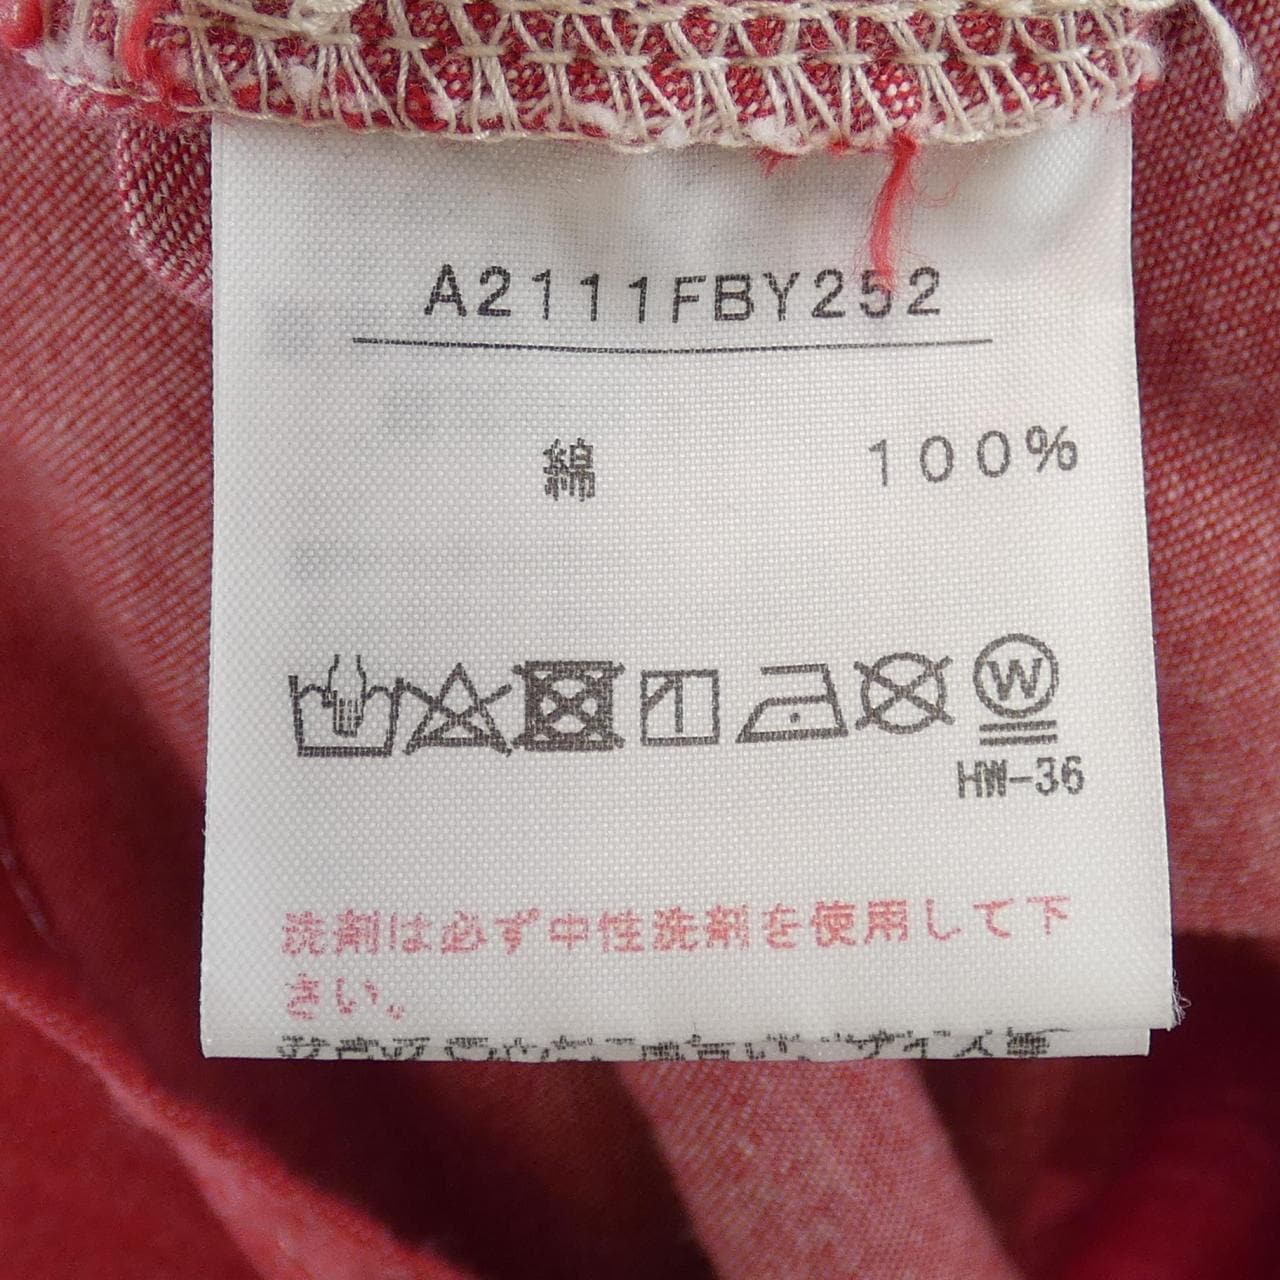 A2111FBY252
綿 100%
W
HW-36
洗剤は必ず中性洗剤を使用して下
さい。